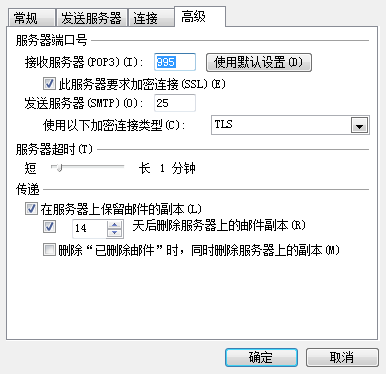 常规 发送服务器 连接 高级
服务器端口号
接收服务器(POP3)(I): 995 使用默认设置(D)
此服务器要求加密连接(SSL)(E)
发送服务器(SMTP)(O): 25
使用以下加密连接类型(C): TLS
服务器超时(T)
短 长 1 分钟
传递
在服务器上保留邮件的副本(L)
14 天后删除服务器上的邮件副本(R)
删除“已删除邮件”时，同时删除服务器上的副本(M)
确定 取消